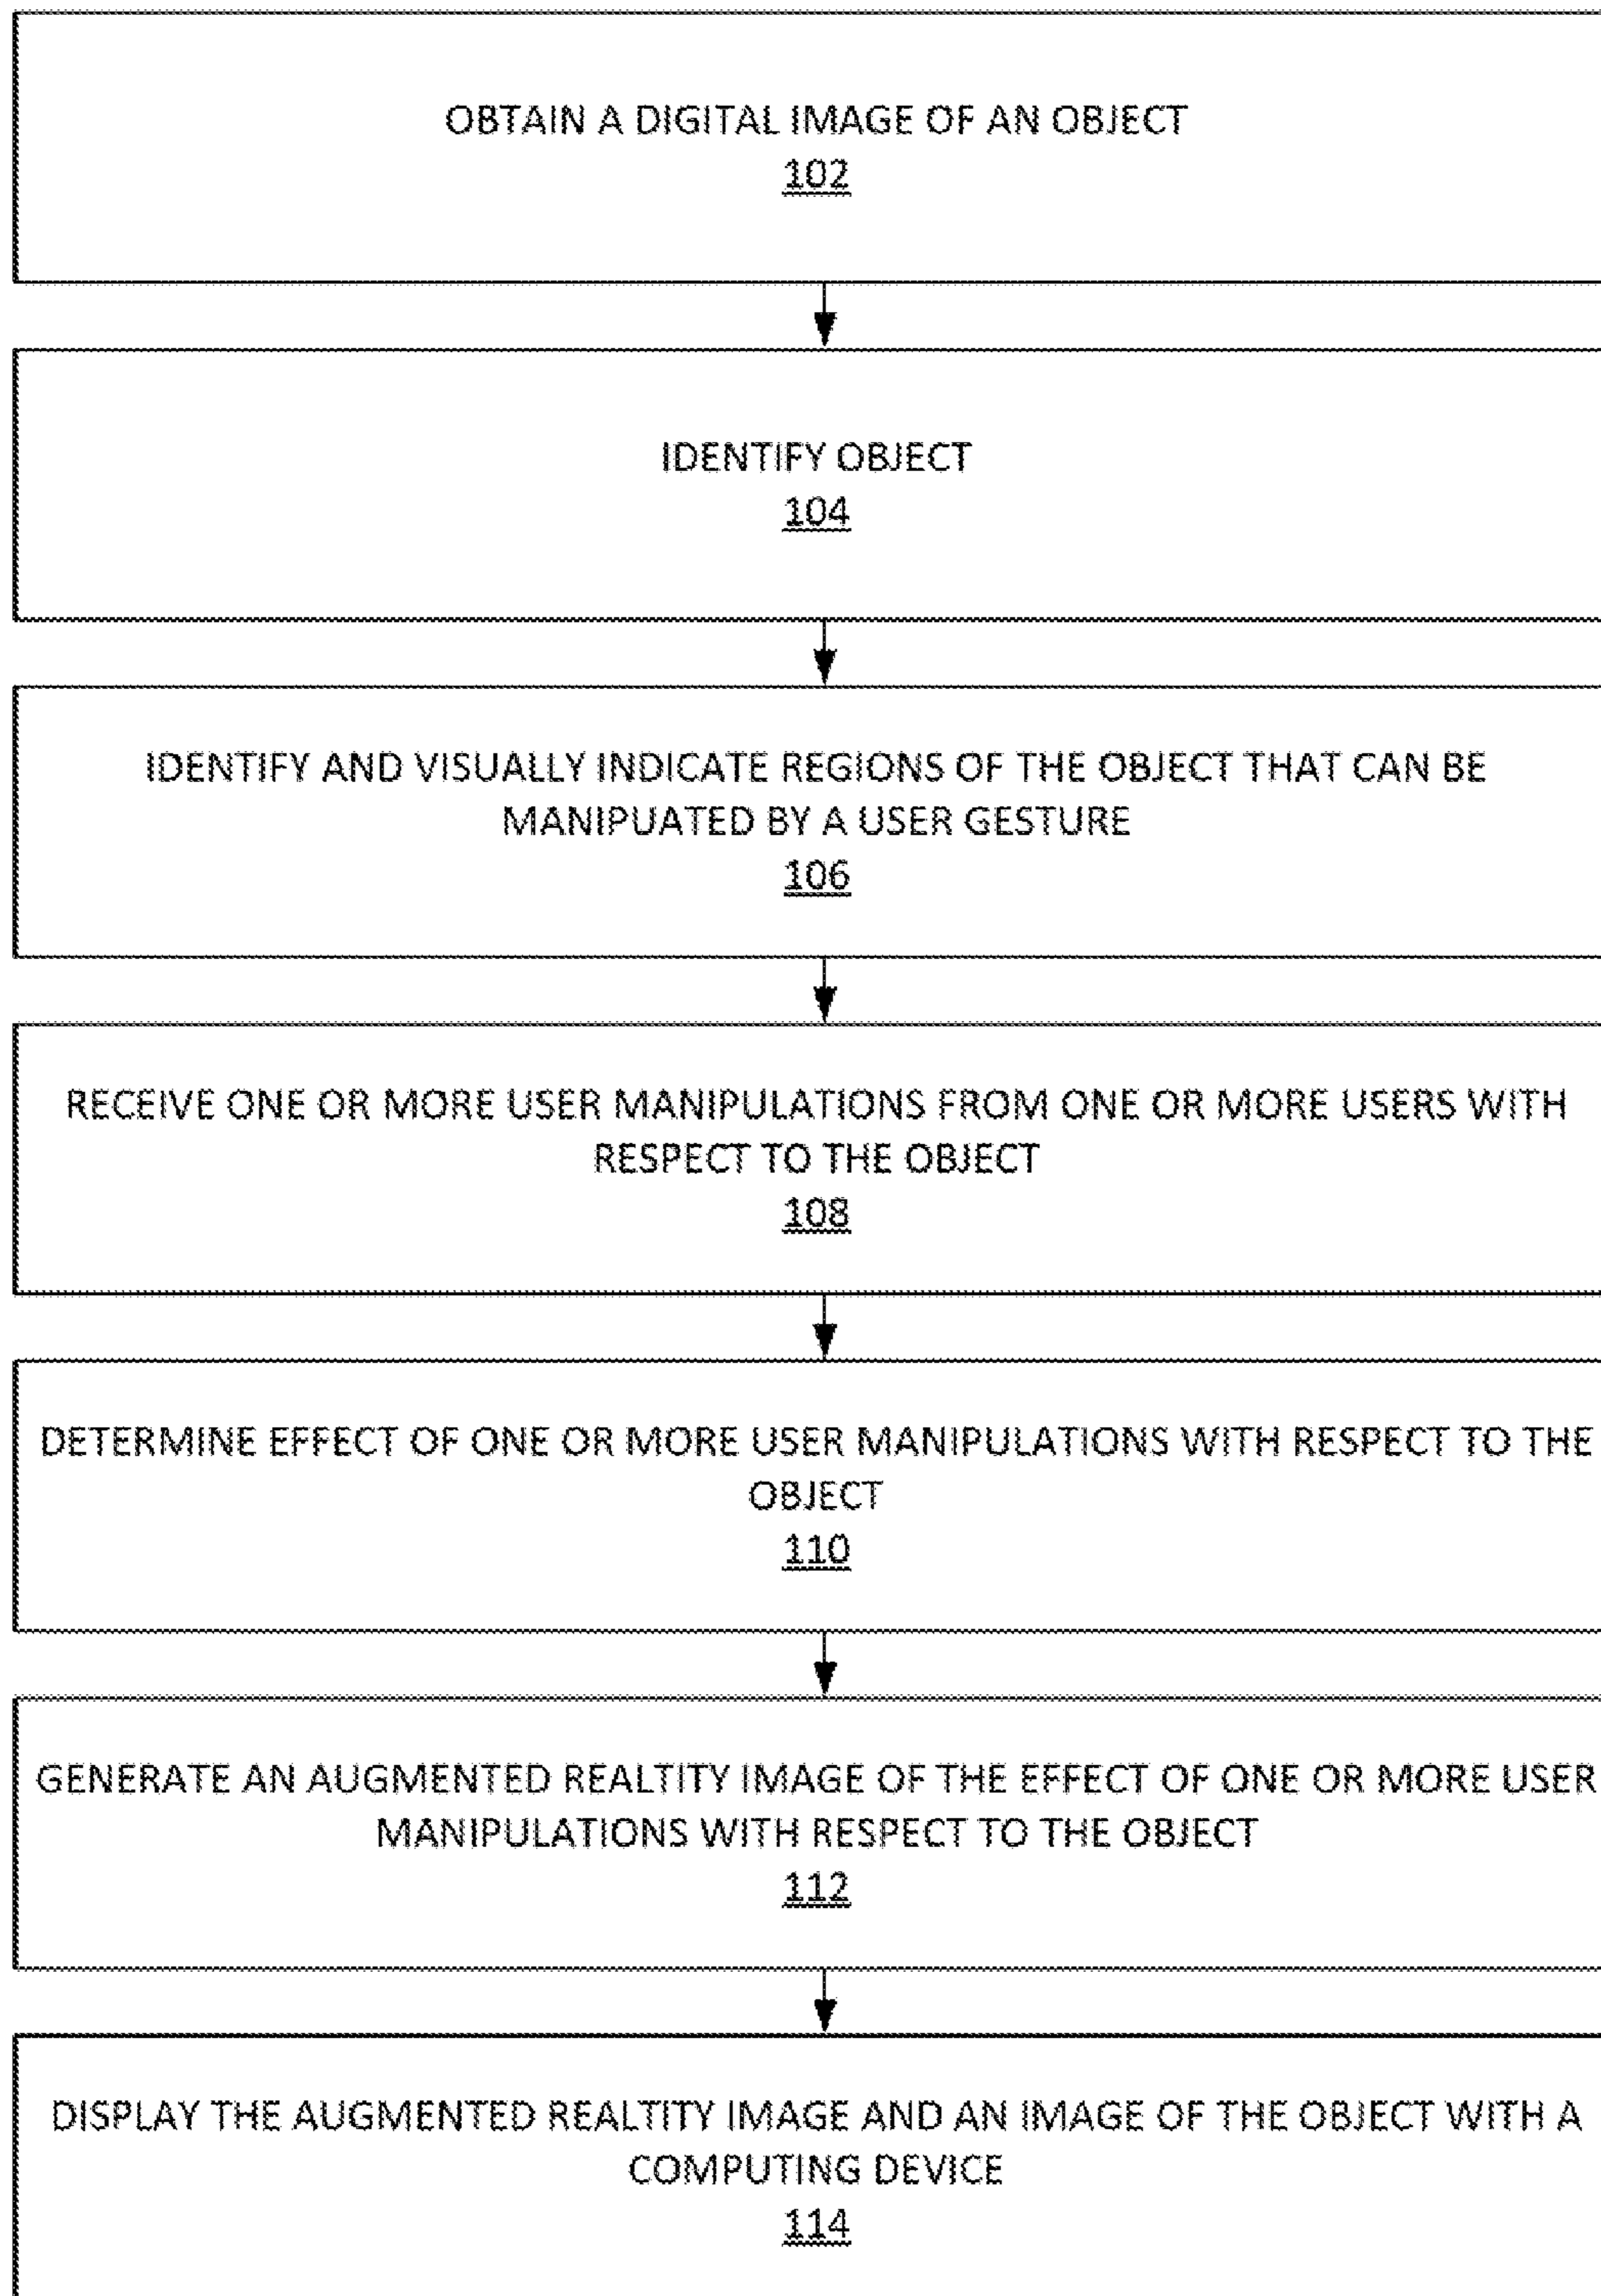 OBTAIN A DIGITAL IMAGE OF AN OBJECT
102
IDENTIFY OBJECT
104
IDENTIFY AND VISUALLY INDICATE REGIONS OF THE OBJECT THAT CAN BE
MANIPUATED BY A USER GESTURE
106
RECEIVE ONE OR MORE USER MANIPULATIONS FROM ONE OR MORE USERS WITH
RESPECT TO THE OBJECT
108
DETERMINE EFFECT OF ONE OR MORE USER MANIPULATIONS WITH RESPECT TO THE
OBJECT
110
GENERATE AN AUGMENTED REALTITY IMAGE OF THE EFFECT OF ONE OR MORE USER
MANIPULATIONS WITH RESPECT TO THE OBJECT
112
DISPLAY THE AUGMENTED REALTITY IMAGE AND AN IMAGE OF THE OBJECT WITH A
COMPUTING DEVICE
114